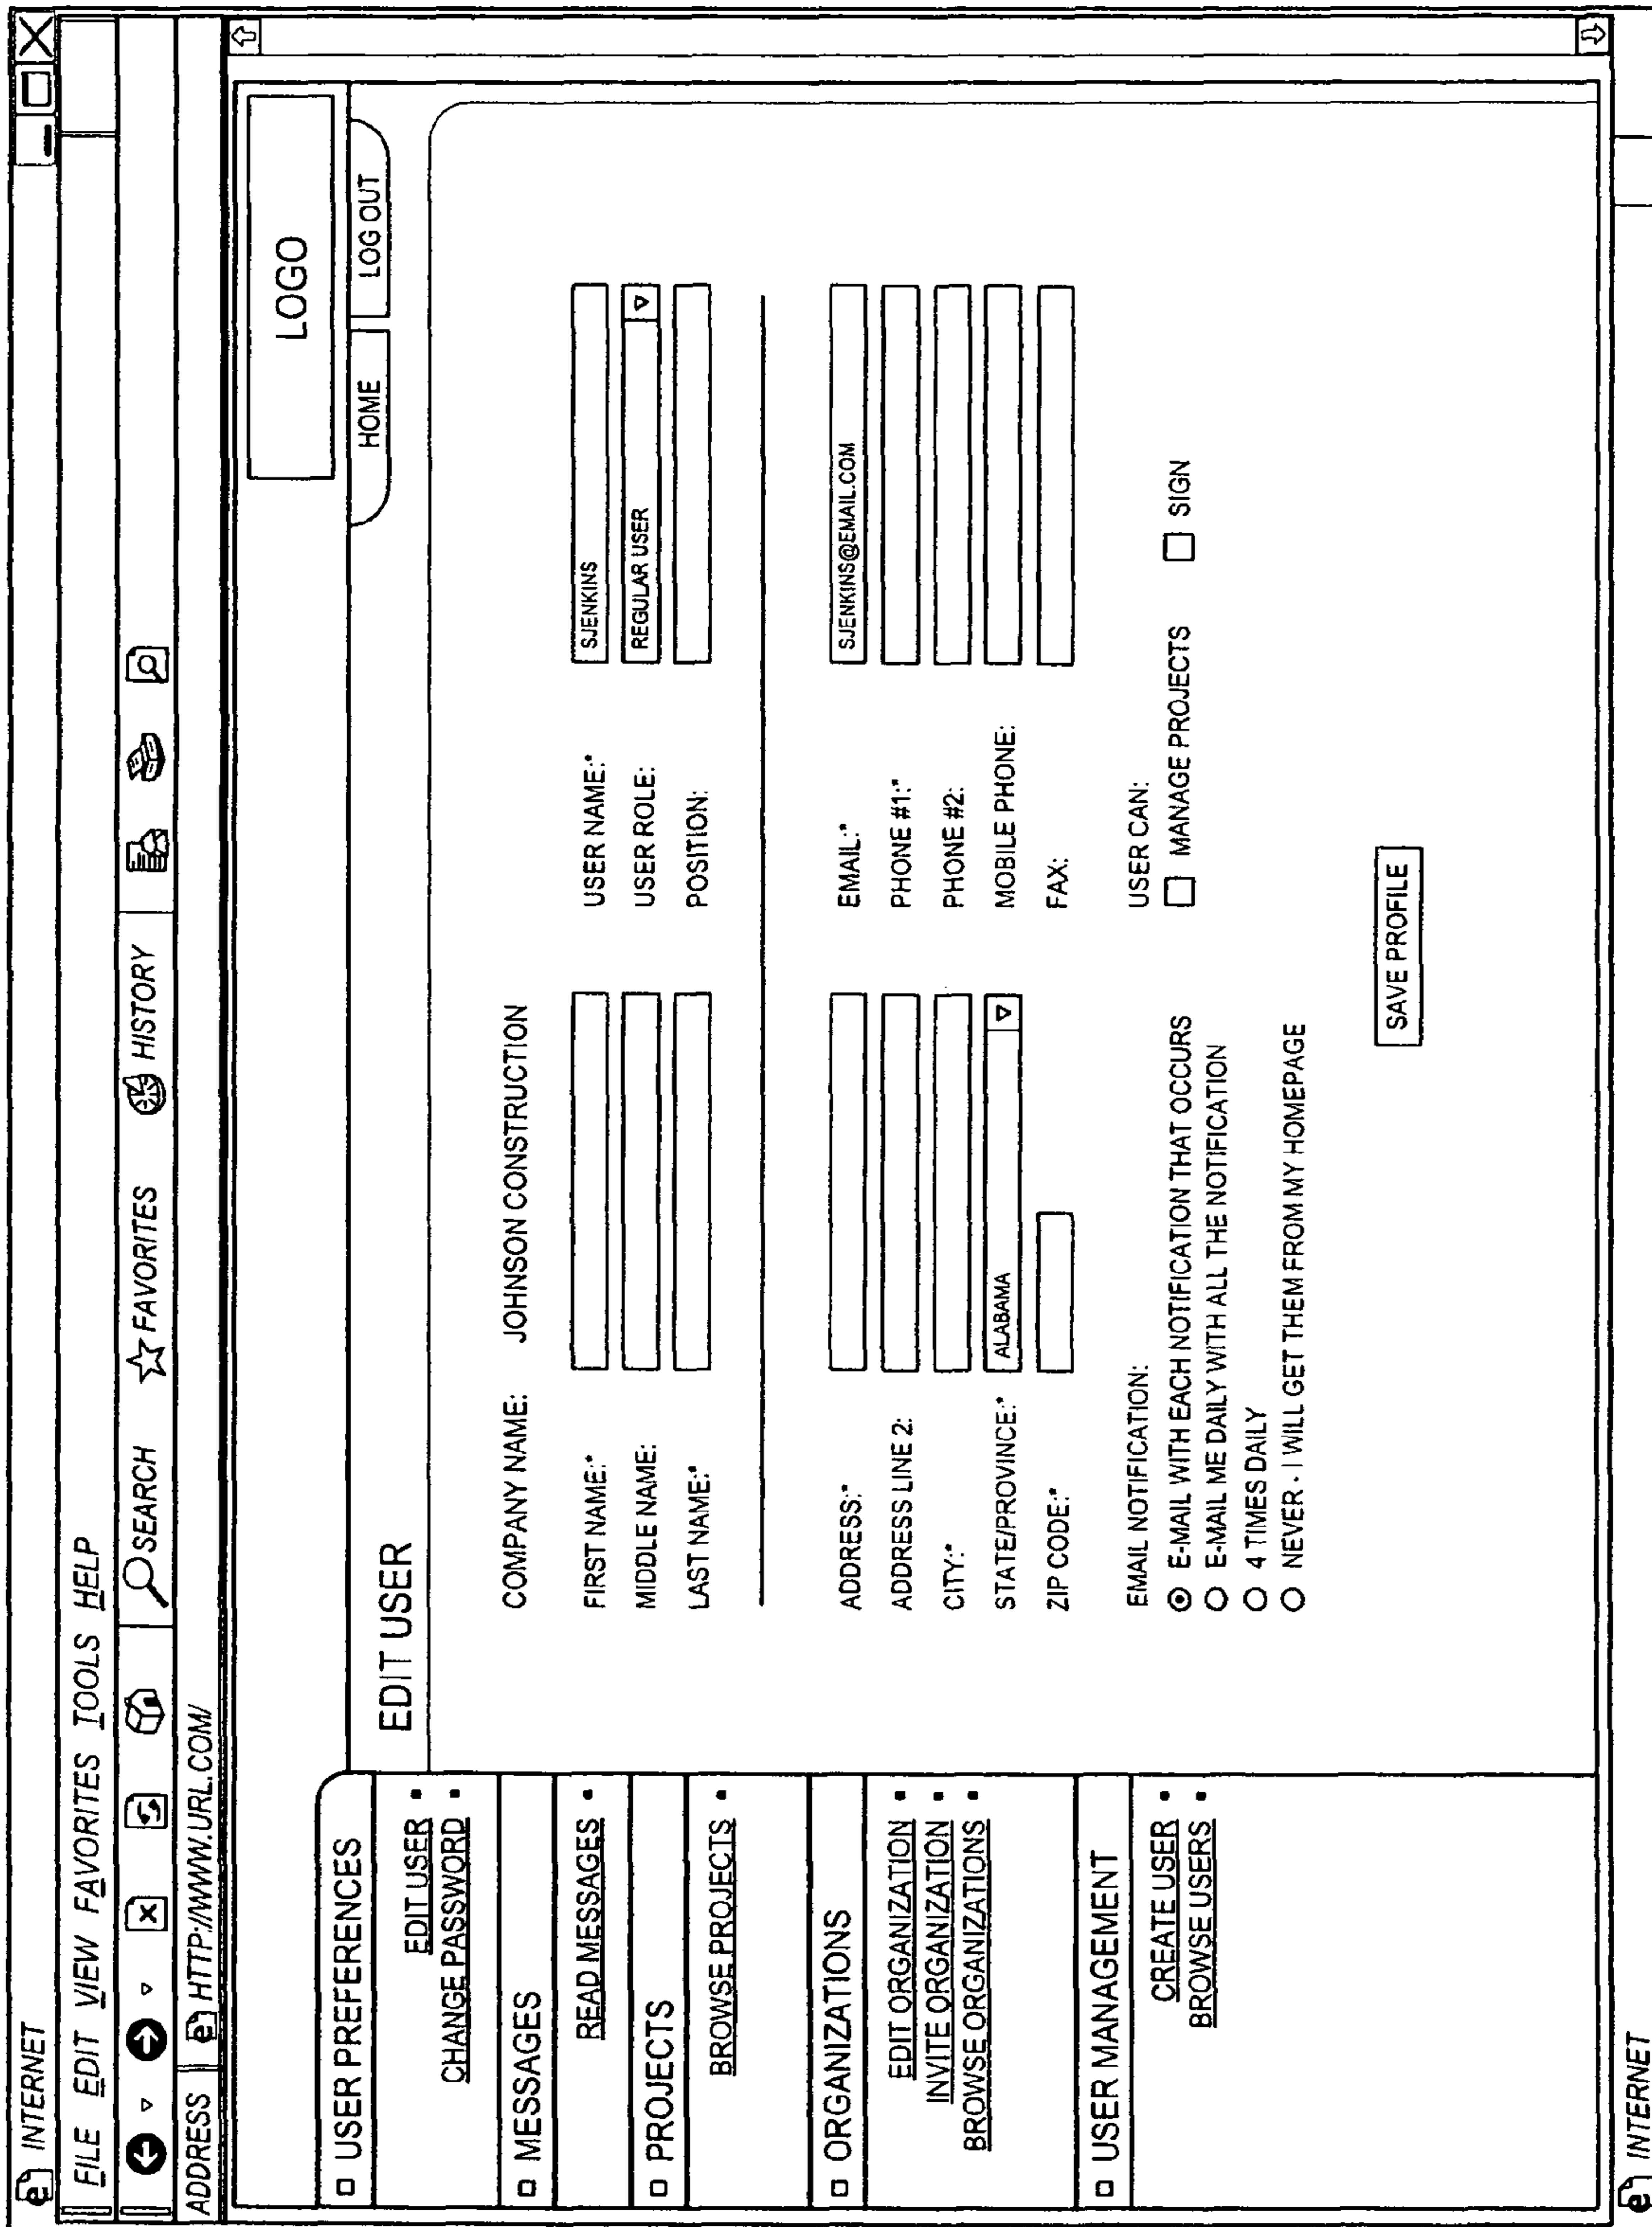 INTERNET
FILE EDIT VIEW FAVORITES TOOLS HELP
SEARCH FAVORITES HISTORY
ADDRESS HTTP://WWW.URL.COM/
LOGO
HOME LOG OUT
USER PREFERENCES
EDIT USER
CHANGE PASSWORD
MESSAGES
READ MESSAGES
PROJECTS
BROWSE PROJECTS
ORGANIZATIONS
EDIT ORGANIZATION
INVITE ORGANIZATION
BROWSE ORGANIZATIONS
USER MANAGEMENT
CREATE USER
BROWSE USERS
EDIT USER
COMPANY NAME: JOHNSON CONSTRUCTION
FIRST NAME:* USER NAME:* SJENKINS
MIDDLE NAME: USER ROLE: REGULAR USER
LAST NAME:* POSITION:
ADDRESS:* EMAIL:* SJENKINS@EMAIL.COM
ADDRESS LINE 2: PHONE #1:*
CITY:* PHONE #2:
STATE/PROVINCE:* ALABAMA MOBILE PHONE:
ZIP CODE:* FAX:
EMAIL NOTIFICATION: USER CAN:
E-MAIL WITH EACH NOTIFICATION THAT OCCURS MANAGE PROJECTS SIGN
E-MAIL ME DAILY WITH ALL THE NOTIFICATION
4 TIMES DAILY
NEVER - I WILL GET THEM FROM MY HOMEPAGE
SAVE PROFILE
INTERNET